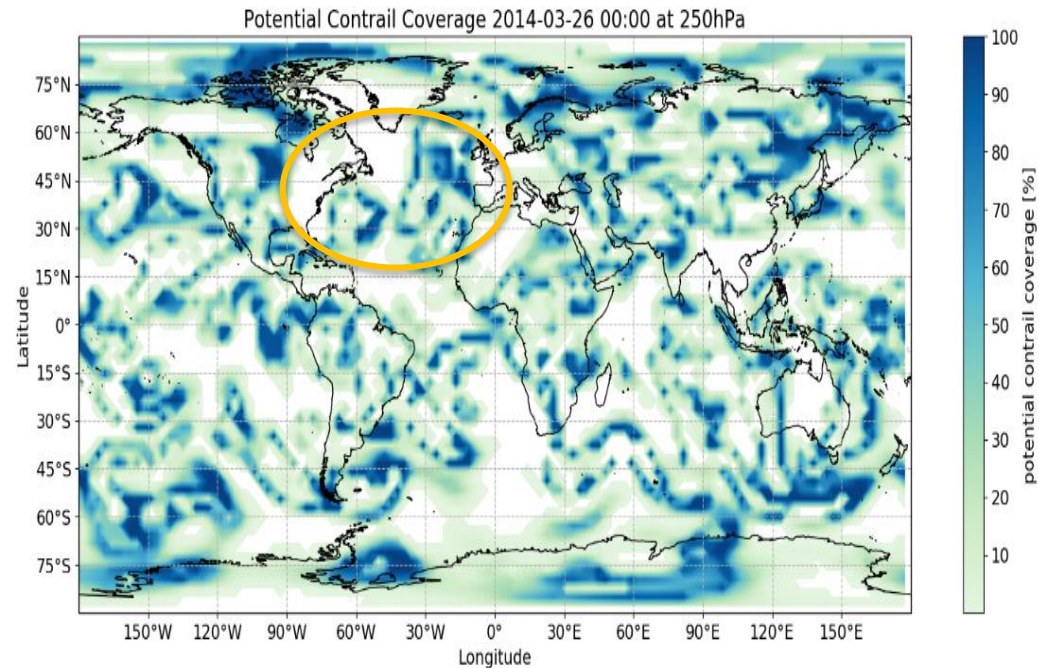 Potential Contrail Coverage 2014-03-26 00:00 at 250hPa
75°N
60°N
45°N
30°N
15°N
0°
15°S
30°S
45°S
60°S
75°S
Latitude
150°W 120°W 90°W 60°W 30°W 0° 30°E 60°E 90°E 120°E 150°E
Longitude
100
90
80
70
60
50
40
30
20
10
potential contrail coverage [%]